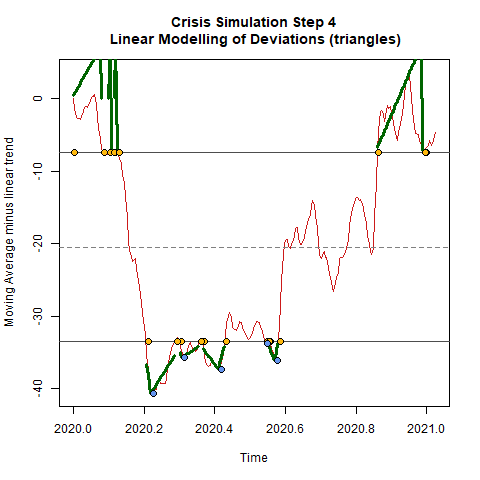 Crisis Simulation Step 4
Linear Modelling of Deviations (triangles)
Moving Average minus linear trend
0
-10
-20
-30
-40
2020.0
2020.2
2020.4
2020.6
2020.8
2021.0
Time